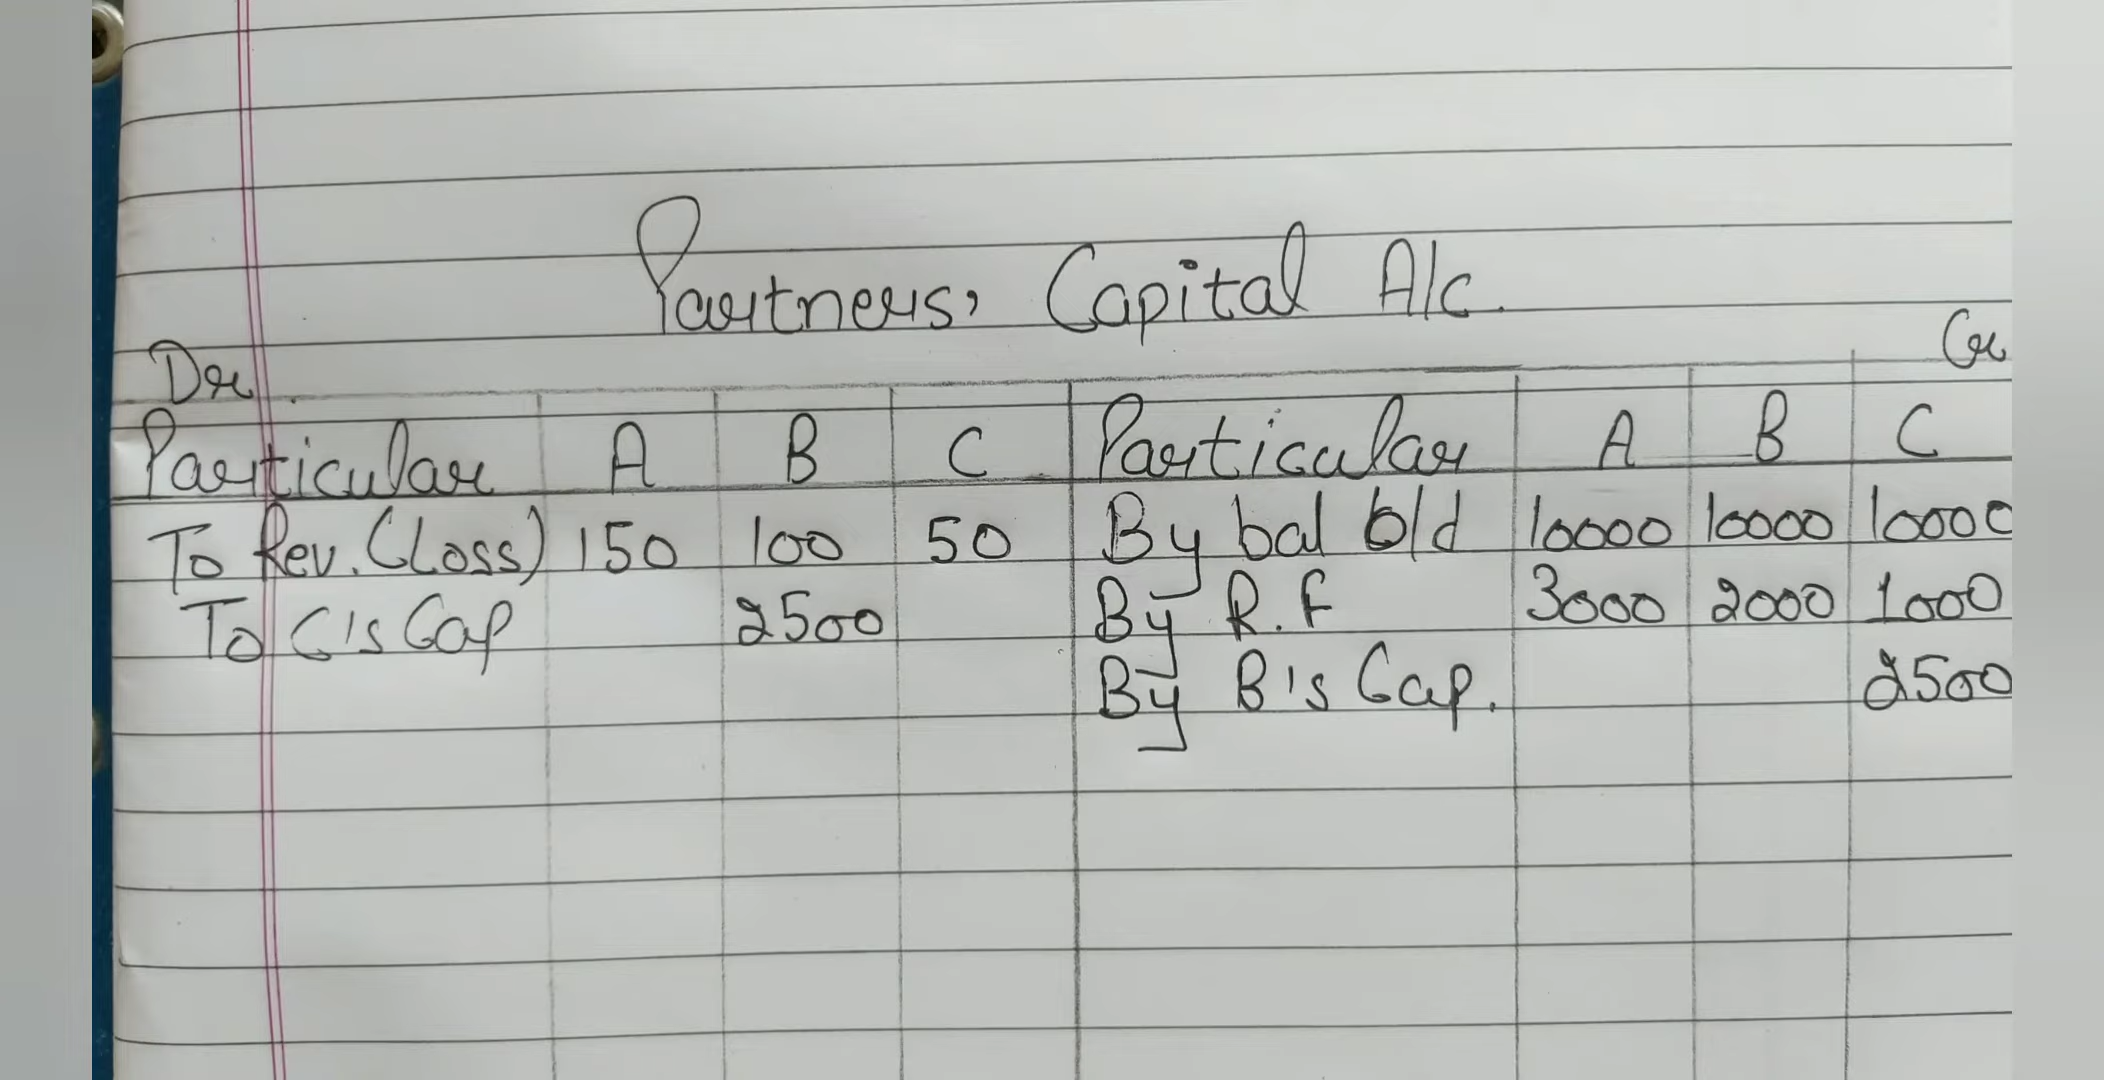 Partners, Capital A/c.
Dr. Cr
Particular A B C Particular A B C
To Rev. (Loss) 150 100 50 By bal b/d 10000 10000 10000
To C's Cap 2500 By R.F 3000 2000 1000
By B's Cap. 2500